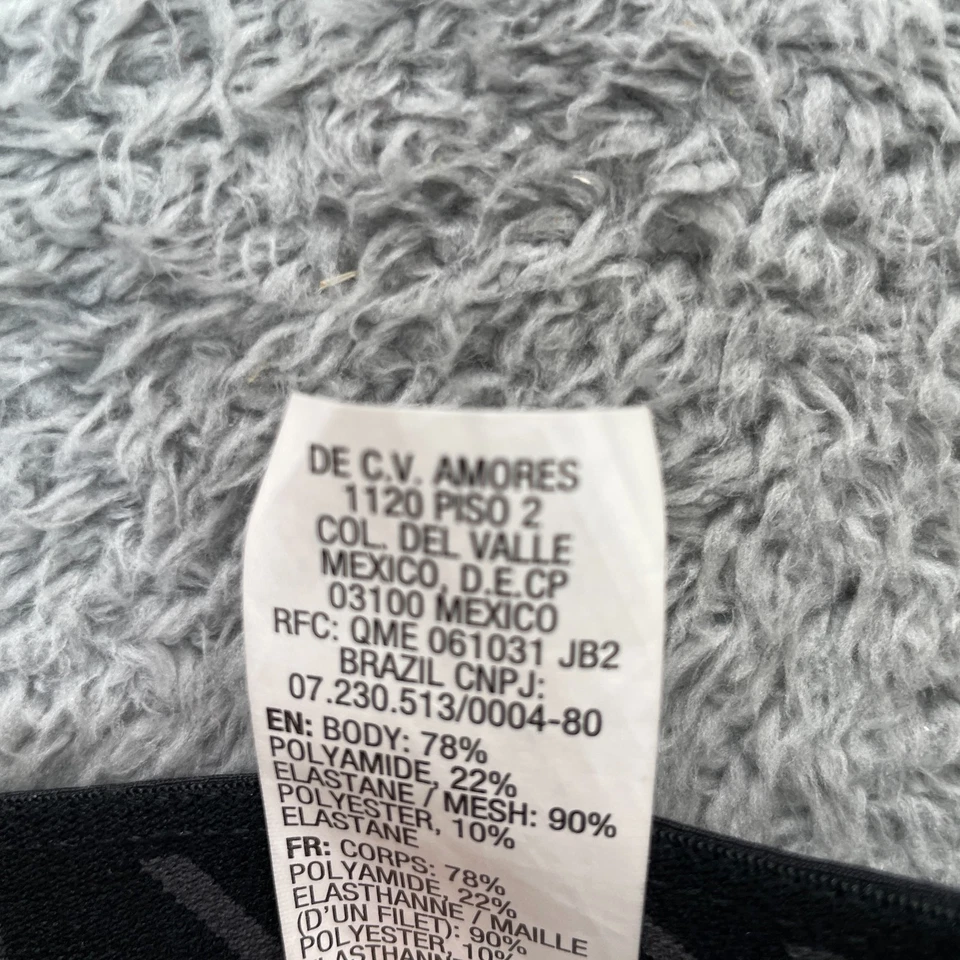 DE C.V. AMORES
1120 PISO 2
COL. DEL VALLE
MEXICO, D.F. CP
03100 MEXICO
RFC: QME 061031 JB2
BRAZIL CNPJ:
07.230.513/0004-80
EN: BODY: 78%
POLYAMIDE, 22%
ELASTANE / MESH: 90%
POLYESTER, 10%
ELASTANE
FR: CORPS: 78%
POLYAMIDE, 22%
ELASTHANNE / MAILLE
(D'UN FILET): 90%
POLYESTER, 10%
ELASTHANNE